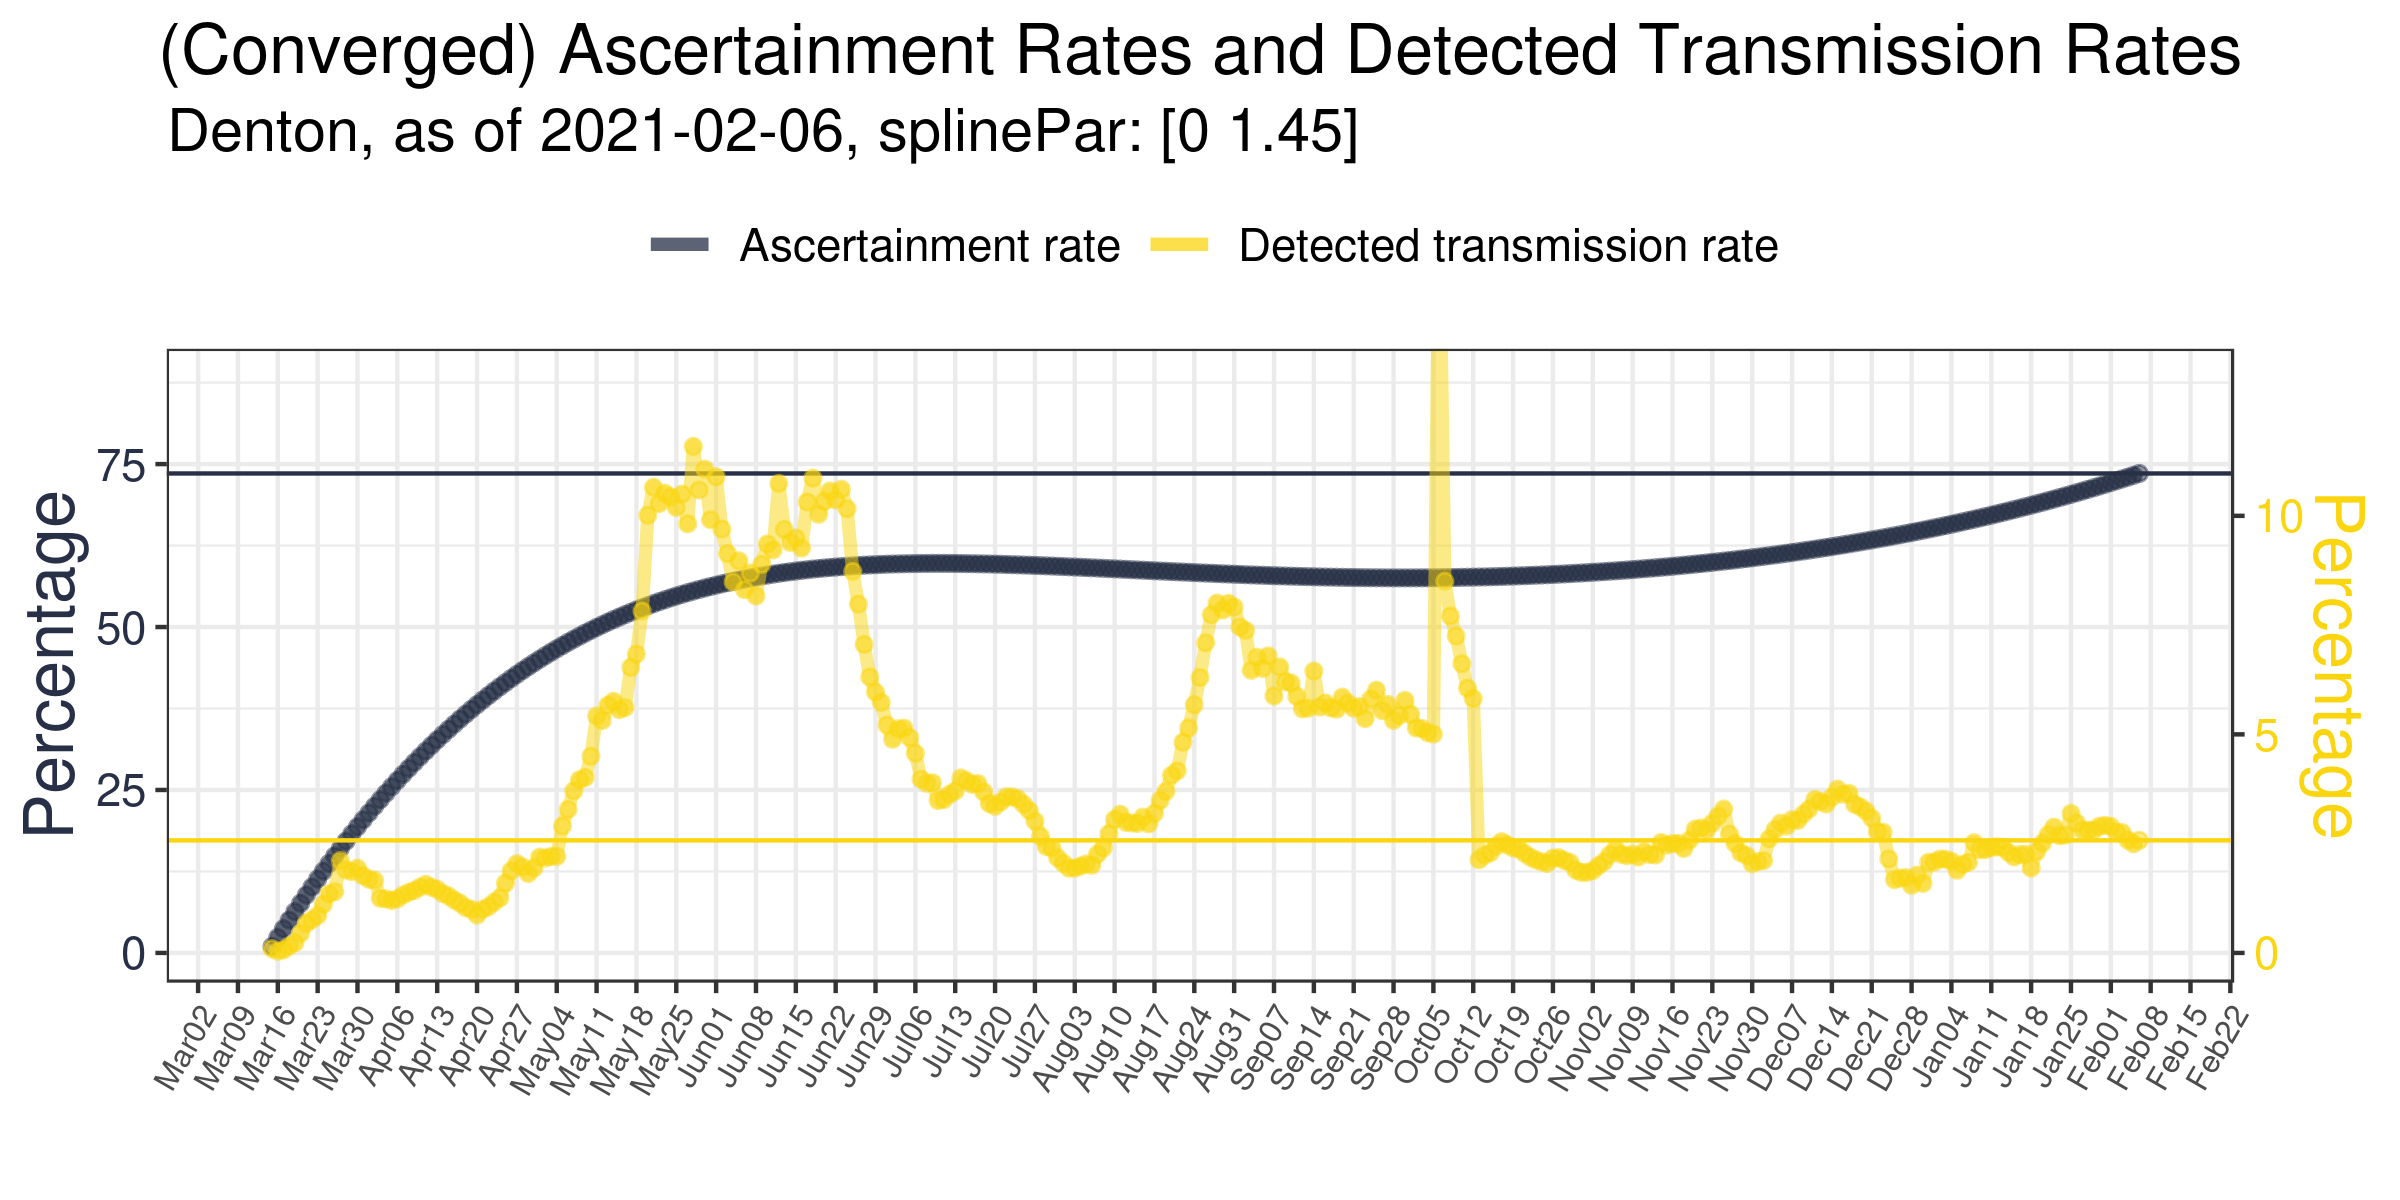 (Converged) Ascertainment Rates and Detected Transmission Rates
Denton, as of 2021-02-06, splinePar: [0 1.45]
Ascertainment rate
Detected transmission rate
Percentage
75
50
25
0
10
5
0
Percentage
Mar02
Mar09
Mar16
Mar23
Mar30
Apr06
Apr13
Apr20
Apr27
May04
May11
May18
May25
Jun01
Jun08
Jun15
Jun22
Jun29
Jul06
Jul13
Jul20
Jul27
Aug03
Aug10
Aug17
Aug24
Aug31
Sep07
Sep14
Sep21
Sep28
Oct05
Oct12
Oct19
Oct26
Nov02
Nov09
Nov16
Nov23
Nov30
Dec07
Dec14
Dec21
Dec28
Jan04
Jan11
Jan18
Jan25
Feb01
Feb08
Feb15
Feb22